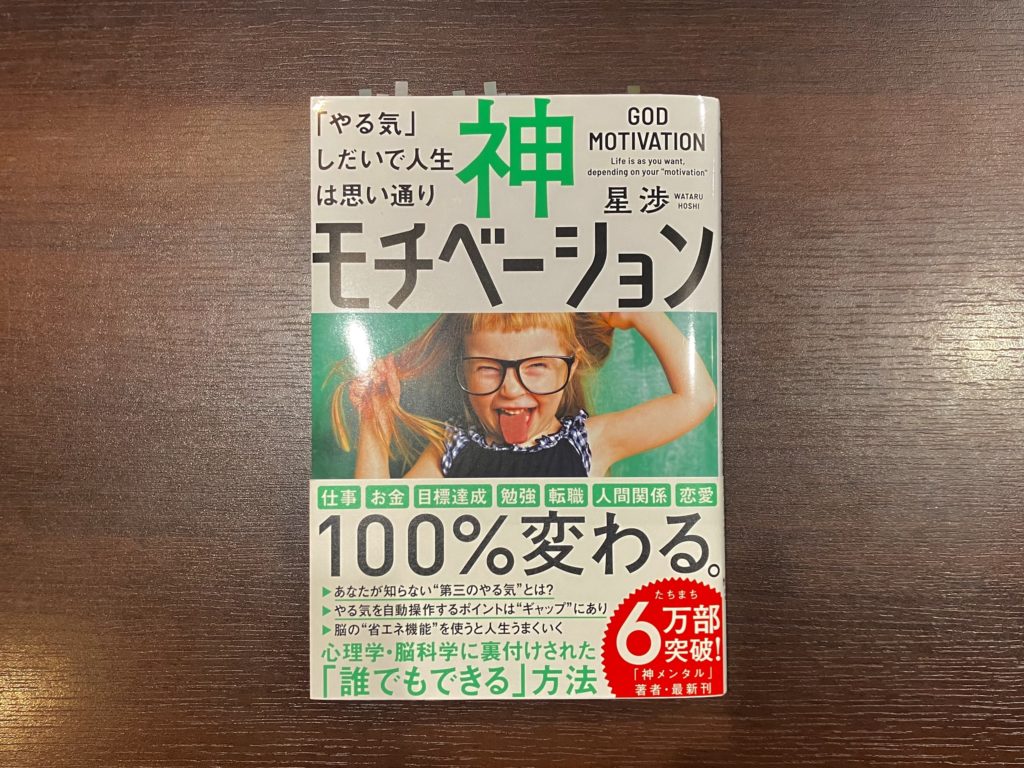 「やる気」
しだいで人生
は思い通り
神
モチベーション
GOD
MOTIVATION
Life is as you want,
depending on your "motivation"
星 渉
WATARU
HOSHI
仕事 お金 目標達成 勉強 転職 人間関係 恋愛
100%変わる。
▶あなたが知らない“第三のやる気”とは?
▶やる気を自動操作するポイントは“ギャップ”にあり
▶脳の“省エネ機能”を使うと人生うまくいく
心理学・脳科学に裏付けされた
「誰でもできる」方法
たちまち
6万部
突破!
「神メンタル」
著者・最新刊